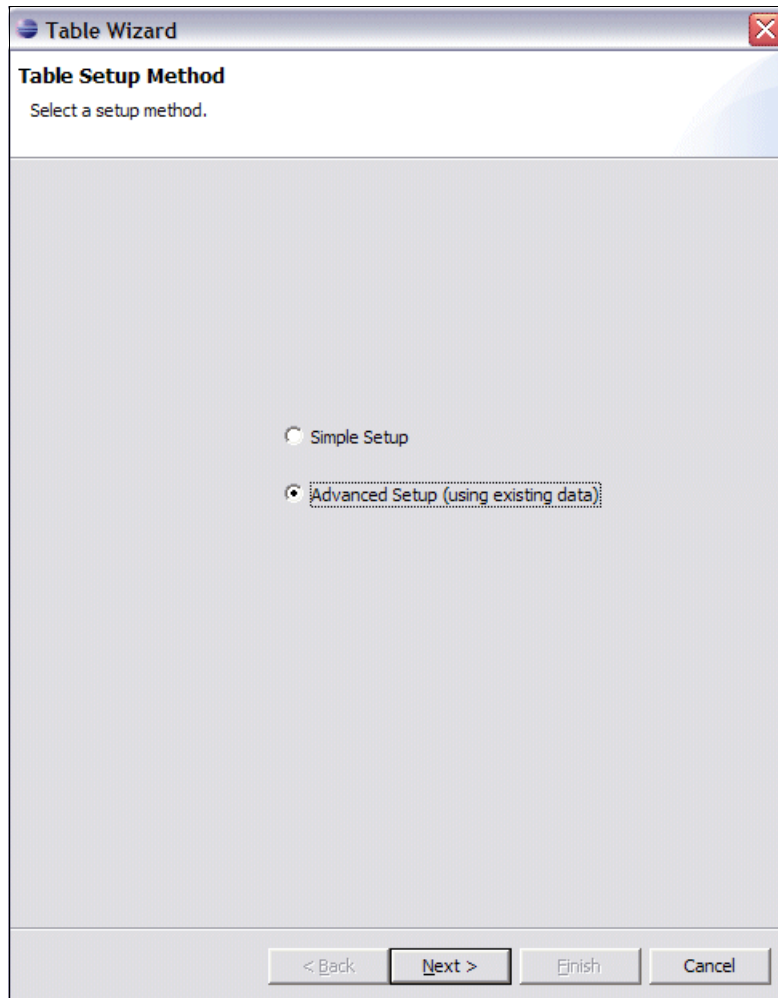 Table Wizard
Table Setup Method
Select a setup method.
Simple Setup
Advanced Setup (using existing data)
< Back Next > Finish Cancel